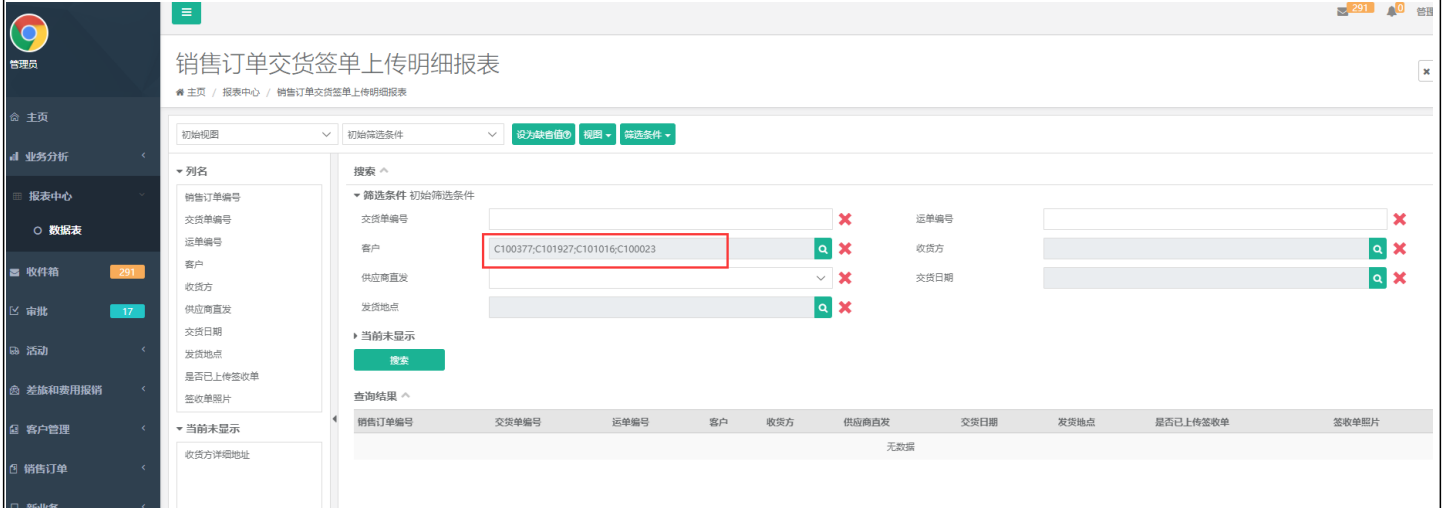 291 0 管理
管理员
主页
业务分析
报表中心
数据表
收件箱 291
审批 17
活动
差旅和费用报销
客户管理
销售订单
新业务
销售订单交货签单上传明细报表
主页 / 报表中心 / 销售订单交货签单上传明细报表
初始视图 初始筛选条件 设为缺省值 视图 筛选条件
列名
销售订单编号
交货单编号
运单编号
客户
收货方
供应商直发
交货日期
发货地点
是否已上传签收单
签收单照片
当前未显示
收货方详细地址
搜索
筛选条件 初始筛选条件
交货单编号 运单编号
客户 C100377;C101927;C101016;C100023 收货方
供应商直发 交货日期
发货地点
当前未显示
搜索
查询结果
销售订单编号 交货单编号 运单编号 客户 收货方 供应商直发 交货日期 发货地点 是否已上传签收单 签收单照片
无数据